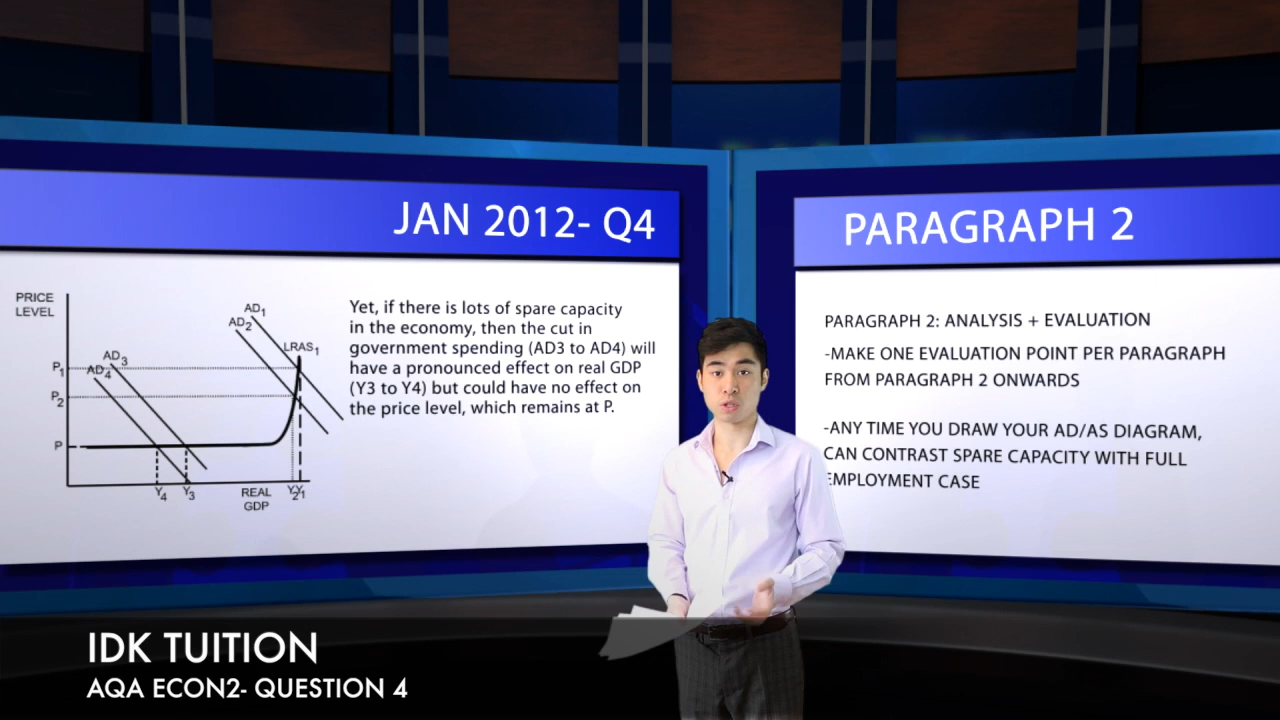 JAN 2012- Q4
PRICE
LEVEL
AD1
AD2
LRAS1
AD3
AD4
P1
P2
P
Y4
Y3
REAL
GDP
Y2
Y1
Yet, if there is lots of spare capacity
in the economy, then the cut in
government spending (AD3 to AD4) will
have a pronounced effect on real GDP
(Y3 to Y4) but could have no effect on
the price level, which remains at P.
PARAGRAPH 2
PARAGRAPH 2: ANALYSIS + EVALUATION
-MAKE ONE EVALUATION POINT PER PARAGRAPH
FROM PARAGRAPH 2 ONWARDS
-ANY TIME YOU DRAW YOUR AD/AS DIAGRAM,
CAN CONTRAST SPARE CAPACITY WITH FULL
EMPLOYMENT CASE
IDK TUITION
AQA ECON2- QUESTION 4